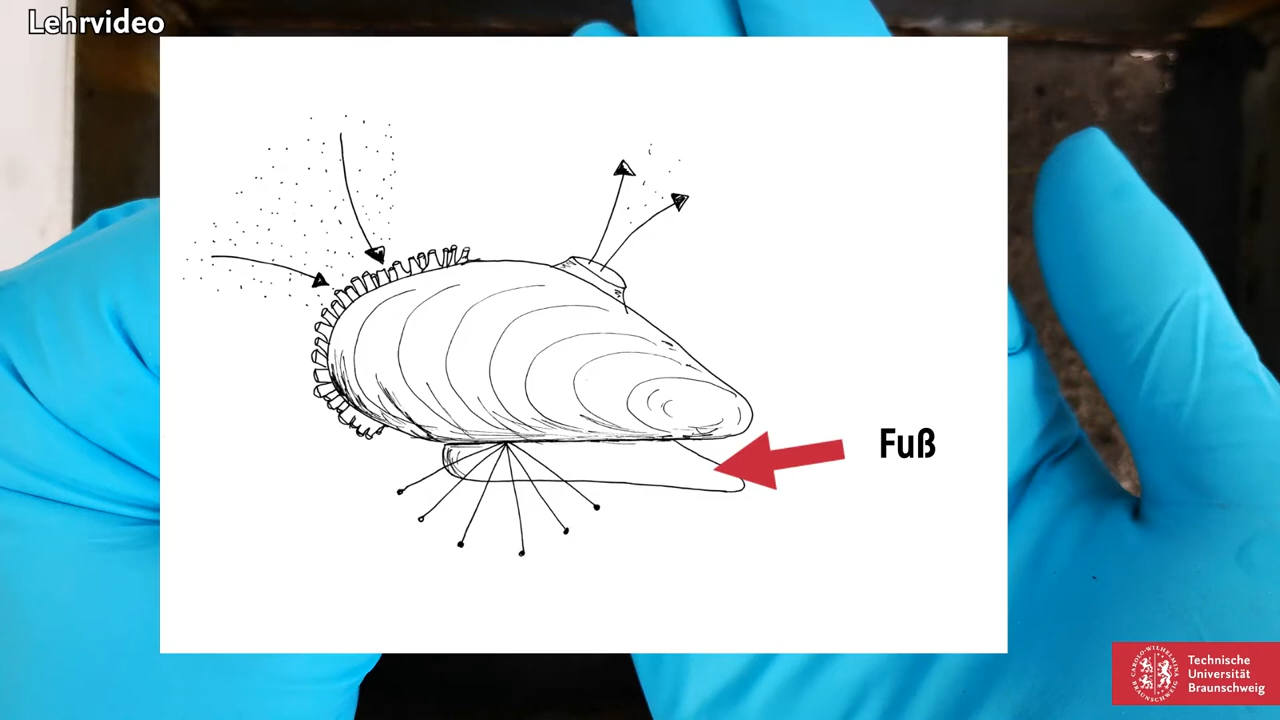 Lehrvideo
Fuß
Technische
Universität
Braunschweig